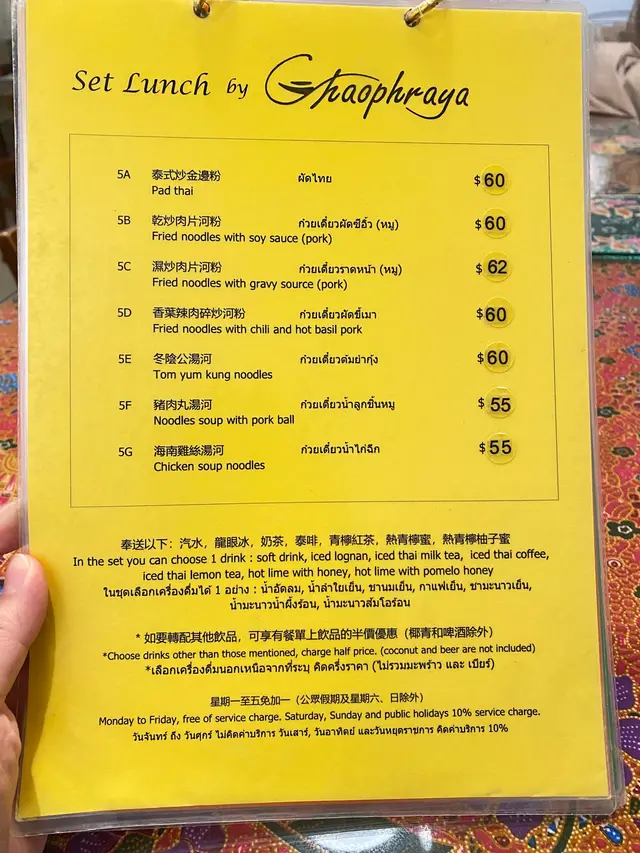 Set Lunch by Chaophraya
5A 泰式炒金邊粉 ผัดไทย $60
Pad thai
5B 乾炒肉片河粉 ก๋วยเตี๋ยวผัดซีอิ๊ว (หมู) $60
Fried noodles with soy sauce (pork)
5C 濕炒肉片河粉 ก๋วยเตี๋ยวราดหน้า (หมู) $62
Fried noodles with gravy source (pork)
5D 香葉辣肉碎炒河粉 ก๋วยเตี๋ยวผัดขี้เมา $60
Fried noodles with chili and hot basil pork
5E 冬陰公湯河 ก๋วยเตี๋ยวต้มยำกุ้ง $60
Tom yum kung noodles
5F 豬肉丸湯河 ก๋วยเตี๋ยวน้ำลูกชิ้นหมู $55
Noodles soup with pork ball
5G 海南雞絲湯河 ก๋วยเตี๋ยวน้ำไก่ฉีก $55
Chicken soup noodles
奉送以下：汽水，龍眼冰，奶茶，泰啡，青檸紅茶，熱青檸蜜，熱青檸柚子蜜
In the set you can choose 1 drink : soft drink, iced lognan, iced thai milk tea, iced thai coffee,
iced thai lemon tea, hot lime with honey, hot lime with pomelo honey
ในชุดเลือกเครื่องดื่มได้ 1 อย่าง : น้ำอัดลม, น้ำลำใยเย็น, ชานมเย็น, กาแฟเย็น, ชามะนาวเย็น,
น้ำมะนาวน้ำผึ้งร้อน, น้ำมะนาวส้มโอร้อน
* 如要轉配其他飲品，可享有餐單上飲品的半價優惠（椰青和啤酒除外）
*Choose drinks other than those mentioned, charge half price. (coconut and beer are not included)
*เลือกเครื่องดื่มนอกเหนือจากที่ระบุ คิดครึ่งราคา (ไม่รวมมะพร้าว และ เบียร์)
星期一至五免加一（公眾假期及星期六、日除外）
Monday to Friday, free of service charge. Saturday, Sunday and public holidays 10% service charge.
วันจันทร์ ถึง วันศุกร์ ไม่คิดค่าบริการ วันเสาร์, วันอาทิตย์ และวันหยุดราชการ คิดค่าบริการ 10%